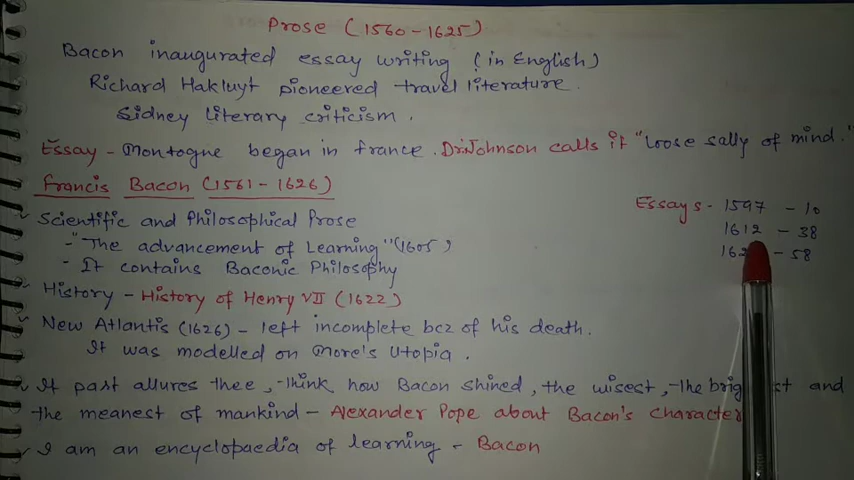 Prose (1560-1625)
Bacon inaugurated essay writing (in English)
Richard Hakluyt pioneered travel literature.
Sidney Literary criticism.
Essay - Montogne began in france. Dr.Johnson calls it "loose sally of mind."
Francis Bacon (1561-1626)
Essays - 1597 - 10
1612 - 38
- 58
Scientific and Philosophical Prose
- "The advancement of Learning" (1605)
- It contains Baconic Philosophy
History - History of Henry VII (1622)
New Atlantis (1626) - left incomplete bcz of his death.
It was modelled on More's Utopia.
If past allures thee, think how Bacon shined, the wisest, the and
the meanest of mankind - Alexander Pope about Bacon's character
I am an encyclopaedia of learning - Bacon